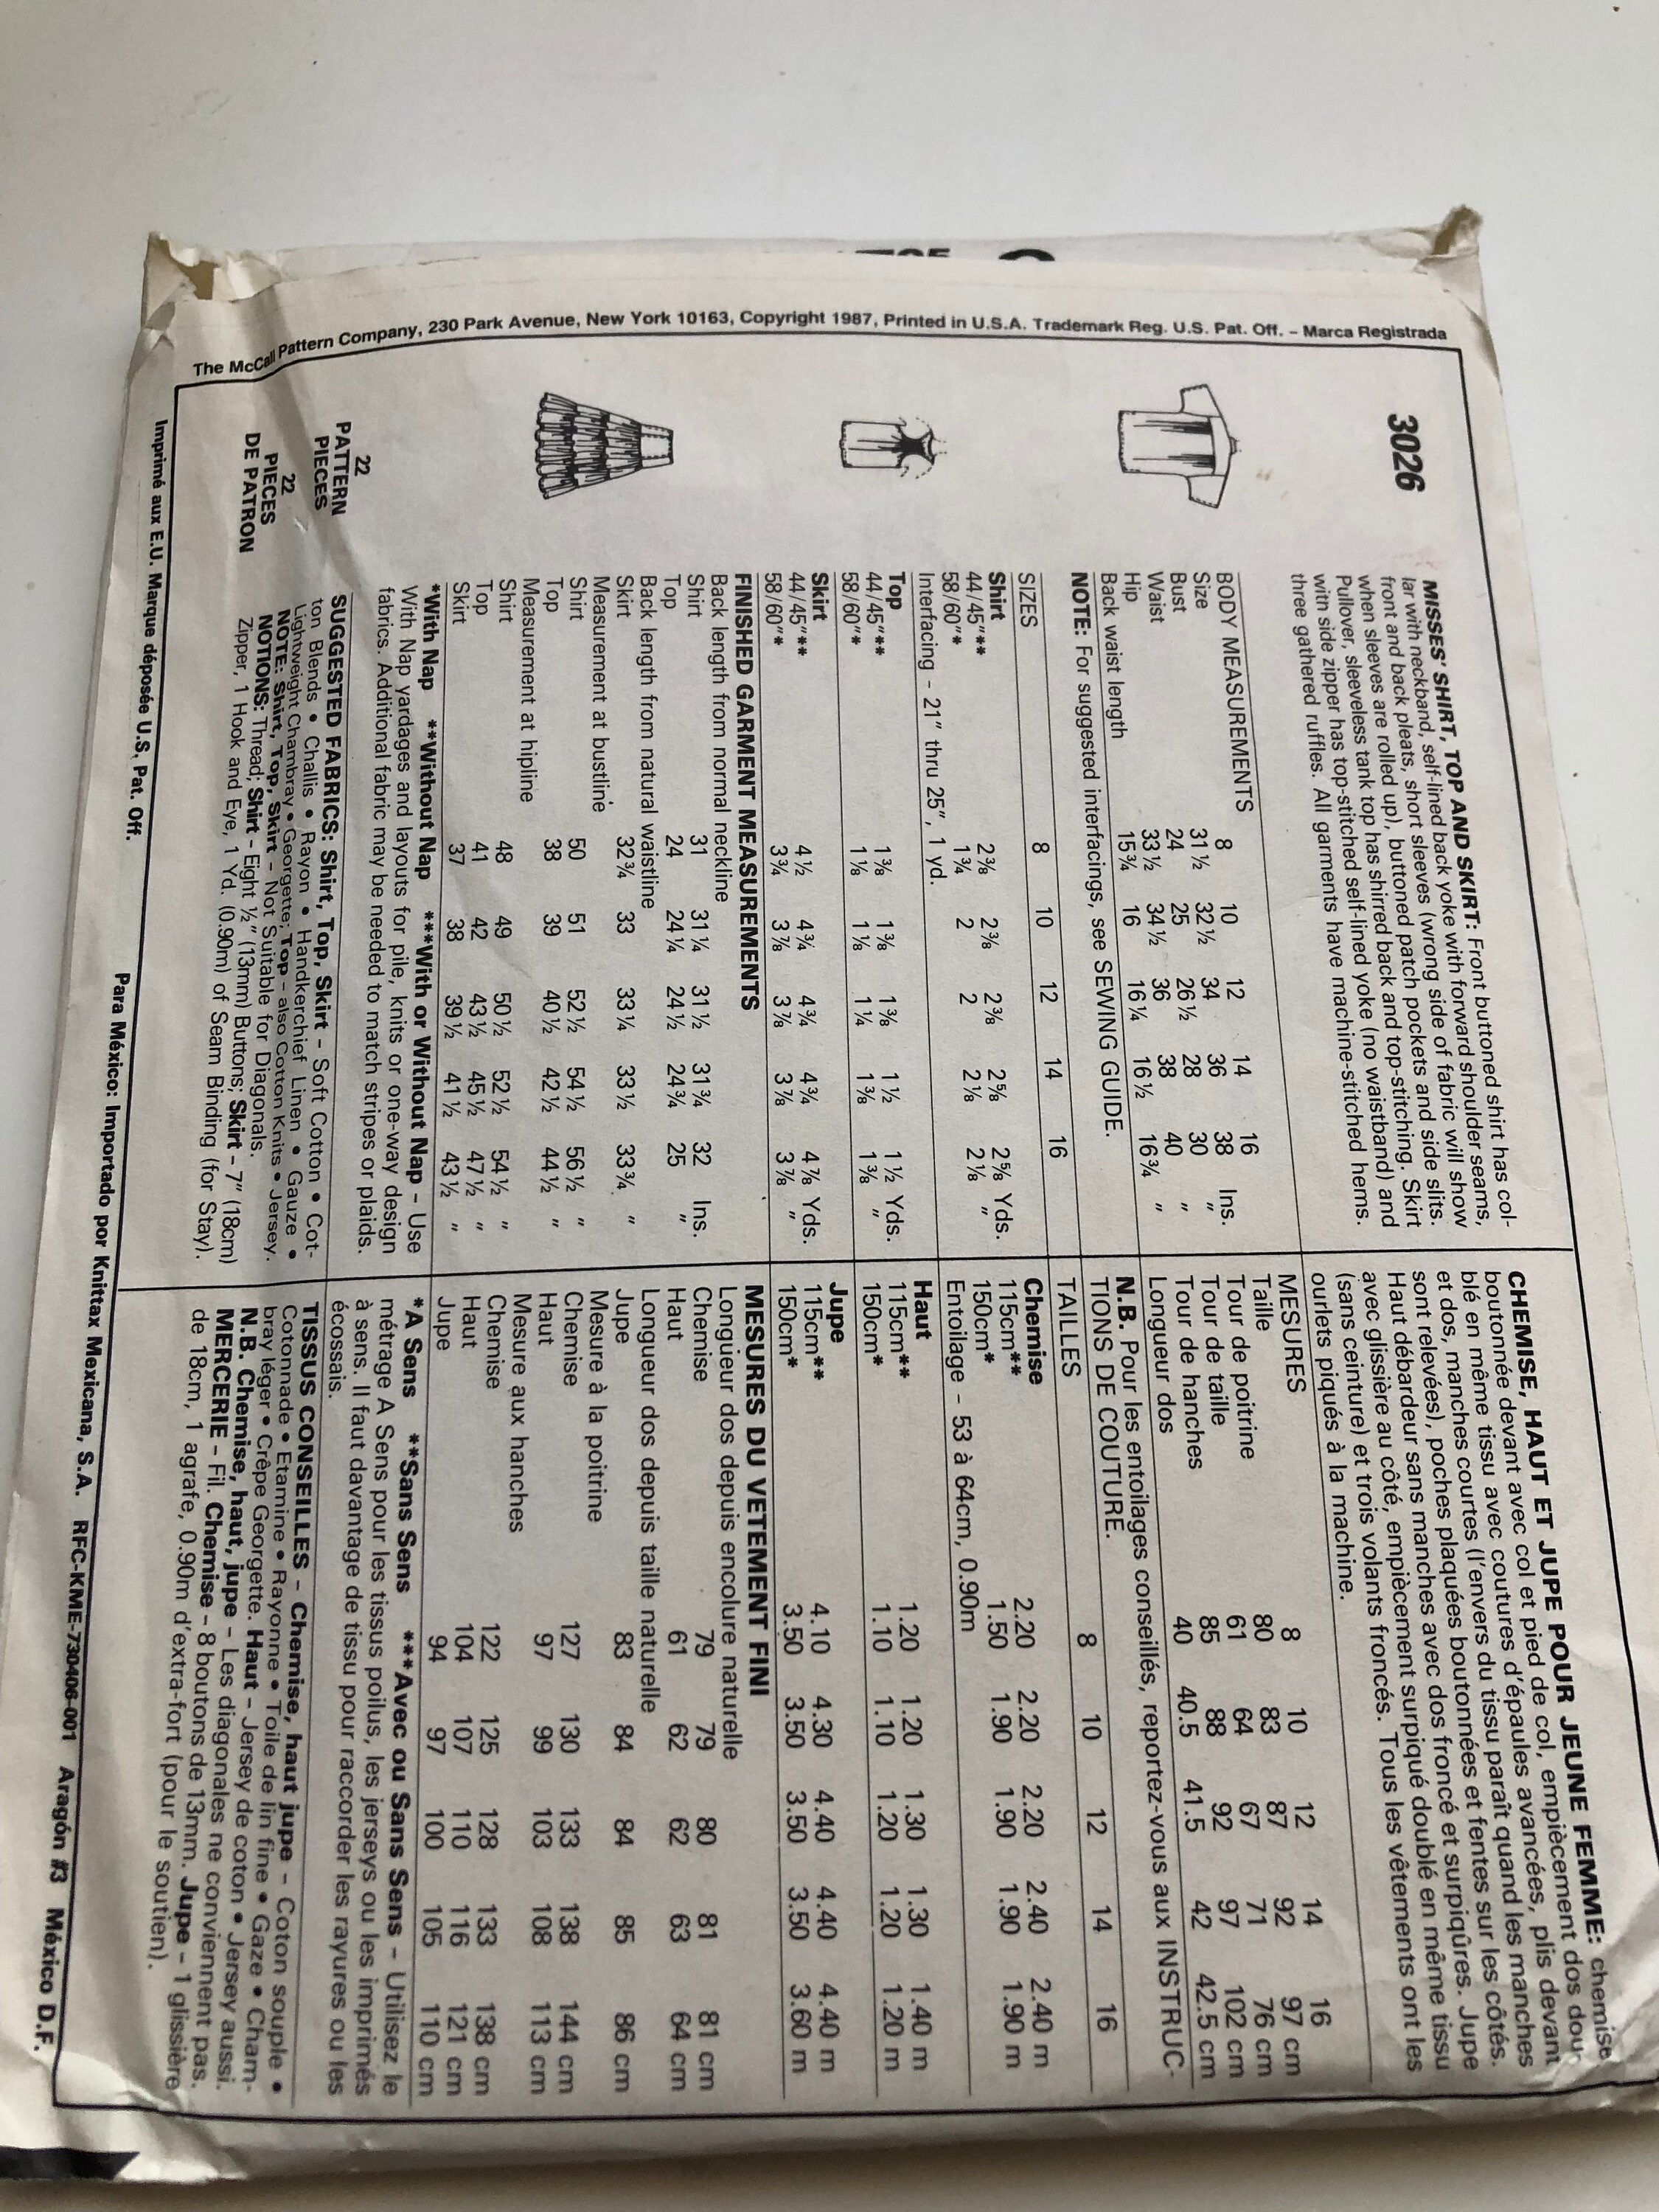 3026
MISSES' SHIRT, TOP AND SKIRT: Front buttoned shirt has col-
lar with neckband, self-lined back yoke with forward shoulder seams,
front and back pleats, short sleeves (wrong side of fabric will show
when sleeves are rolled up), buttoned patch pockets and side slits.
Pullover, sleeveless tank top has shirred back and top-stitching. Skirt
with side zipper has top-stitched self-lined yoke (no waistband) and
three gathered ruffles. All garments have machine-stitched hems.
BODY MEASUREMENTS
Size 8 10 12 14 16
Bust 31½ 32½ 34 36 38 Ins.
Waist 24 25 26½ 28 30 "
Hip 33½ 34½ 36 38 40 "
Back waist length 15¾ 16 16¼ 16½ 16¾ "
NOTE: For suggested interfacings, see SEWING GUIDE.
SIZES 8 10 12 14 16
Shirt
44/45"** 2⅜ 2⅜ 2⅜ 2⅝ 2⅝ Yds.
58/60"* 1¾ 2 2 2⅛ 2⅛ "
Interfacing – 21" thru 25", 1 yd.
Top
44/45"** 1⅜ 1⅜ 1⅜ 1½ 1½ Yds.
58/60"* 1⅛ 1⅛ 1¼ 1⅜ 1⅜ "
Skirt
44/45"** 4½ 4¾ 4¾ 4¾ 4⅞ Yds.
58/60"* 3¾ 3⅞ 3⅞ 3⅞ 3⅞ "
FINISHED GARMENT MEASUREMENTS
Back length from normal neckline
Shirt 31 31¼ 31½ 31¾ 32 Ins.
Top 24 24¼ 24½ 24¾ 25 "
Back length from natural waistline
Skirt 32¾ 33 33¼ 33½ 33¾ "
Measurement at bustline
Shirt 50 51 52½ 54½ 56½ "
Top 38 39 40½ 42½ 44½ "
Measurement at hipline
Shirt 48 49 50½ 52½ 54½ "
Top 41 42 43½ 45½ 47½ "
Skirt 37 38 39½ 41½ 43½ "
*With Nap **Without Nap ***With or Without Nap – Use
With Nap yardages and layouts for pile, knits or one-way design
fabrics. Additional fabric may be needed to match stripes or plaids.
22
PATTERN
PIECES
22
PIECES
DE PATRON
SUGGESTED FABRICS: Shirt, Top, Skirt – Soft Cotton • Cot-
ton Blends • Challis • Rayon • Handkerchief Linen • Gauze •
Lightweight Chambray • Georgette; Top – also Cotton Knits • Jersey.
NOTE: Shirt, Top, Skirt – Not Suitable for Diagonals.
NOTIONS: Thread; Shirt – Eight ½" (13mm) Buttons; Skirt – 7" (18cm)
Zipper, 1 Hook and Eye, 1 Yd. (0.90m) of Seam Binding (for Stay).
CHEMISE, HAUT ET JUPE POUR JEUNE FEMME: chemise
boutonnée devant avec col et pied de col, empiècement dos dou-
blé en même tissu avec coutures d'épaules avancées, plis devant
et dos, manches courtes (l'envers du tissu paraît quand les manches
sont relevées), poches plaquées boutonnées et fentes sur les côtés.
Haut débardeur sans manches avec dos froncé et surpiqûres. Jupe
avec glissière au côté, empiècement surpiqué doublé en même tissu
(sans ceinture) et trois volants froncés. Tous les vêtements ont les
ourlets piqués à la machine.
MESURES
Taille 8 10 12 14 16
Tour de poitrine 80 83 87 92 97 cm
Tour de taille 61 64 67 71 76 cm
Tour de hanches 85 88 92 97 102 cm
Longueur dos 40 40.5 41.5 42 42.5 cm
N.B. Pour les entoilages conseillés, reportez-vous aux INSTRUC-
TIONS DE COUTURE.
TAILLES 8 10 12 14 16
Chemise
115cm** 2.20 2.20 2.20 2.40 2.40 m
150cm* 1.50 1.90 1.90 1.90 1.90 m
Entoilage – 53 à 64cm, 0.90m
Haut
115cm** 1.20 1.20 1.30 1.30 1.40 m
150cm* 1.10 1.10 1.20 1.20 1.20 m
Jupe
115cm** 4.10 4.30 4.40 4.40 4.40 m
150cm* 3.50 3.50 3.50 3.50 3.60 m
MESURES DU VETEMENT FINI
Longuieur dos depuis encolure naturelle
Chemise 79 79 80 81 81 cm
Haut 61 62 62 63 64 cm
Longueur dos depuis taille naturelle
Jupe 83 84 84 85 86 cm
Mesure à la poitrine
Chemise 127 130 133 138 144 cm
Haut 97 99 103 108 113 cm
Mesure aux hanches
Chemise 122 125 128 133 138 cm
Haut 104 107 110 116 121 cm
Jupe 94 97 100 105 110 cm
*A Sens **Sans Sens ***Avec ou Sans Sens – Utilisez le
métrage A Sens pour les tissus poilus, les jerseys ou les imprimés
à sens. Il faut davantage de tissu pour raccorder les rayures ou les
écossais.
TISSUS CONSEILLES – Chemise, haut jupe – Coton souple •
Cotonnade • Etamine • Rayonne • Toile de lin fine • Gaze • Cham-
bray léger • Crêpe Georgette. Haut – Jersey de coton • Jersey aussi.
N.B. Chemise, haut, jupe – Les diagonales ne conviennent pas.
MERCERIE – Fil. Chemise – 8 boutons de 13mm. Jupe – 1 glissière
de 18cm, 1 agrafe, 0.90m d'extra-fort (pour le soutien).
The McCall Pattern Company, 230 Park Avenue, New York 10163, Copyright 1987, Printed in U.S.A. Trademark Reg. U.S. Pat. Off. – Marca Registrada
Imprimé aux E.U. Marque déposée U.S. Pat. Off.
Para México: Importado por Knittax Mexicana, S.A. RFC-KME-730406-001 Aragón #3 México D.F.